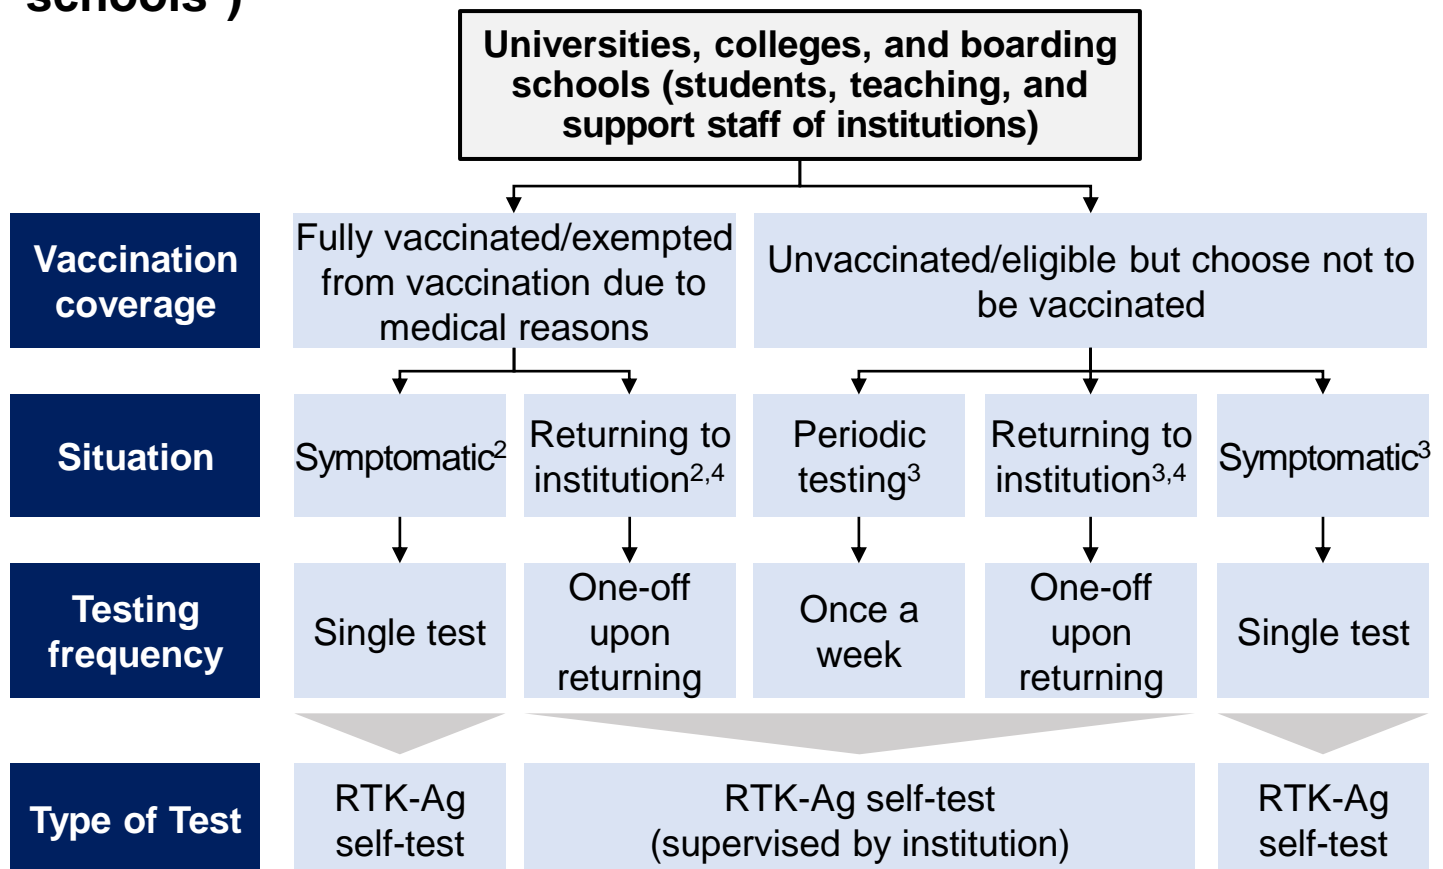 schools )
Universities, colleges, and boarding
schools (students, teaching, and
support staff of institutions)
Vaccination
coverage
Fully vaccinated/exempted
from vaccination due to
medical reasons
Unvaccinated/eligible but choose not to
be vaccinated
Situation
Symptomatic²
Returning to
institution²,⁴
Periodic
testing³
Returning to
institution³,⁴
Symptomatic³
Testing
frequency
Single test
One-off
upon
returning
Once a
week
One-off
upon
returning
Single test
Type of Test
RTK-Ag
self-test
RTK-Ag self-test
(supervised by institution)
RTK-Ag
self-test